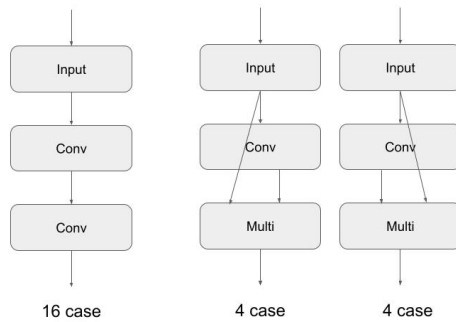 Input
Conv
Conv
16 case
Input
Conv
Multi
4 case
Input
Conv
Multi
4 case